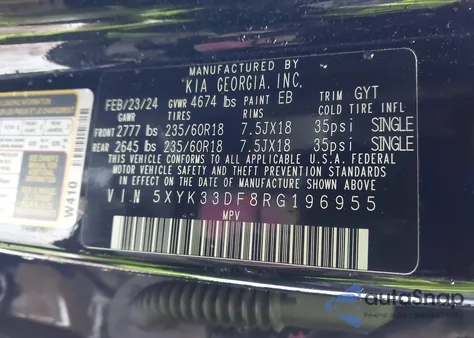 MANUFACTURED BY
KIA GEORGIA, INC.
FEB/23/24 GVWR 4674 lbs PAINT EB TRIM GYT
GAWR TIRES RIMS COLD TIRE INFL
FRONT 2777 lbs 235/60R18 7.5JX18 35psi SINGLE
REAR 2645 lbs 235/60R18 7.5JX18 35psi SINGLE
THIS VEHICLE CONFORMS TO ALL APPLICABLE U.S.A. FEDERAL
MOTOR VEHICLE SAFETY AND THEFT PREVENTION STANDARDS
IN EFFECT ON THE DATE OF MANUFACTURE SHOWN ABOVE.
VIN 5XYK33DF8RG196955
MPV
W410
autoSnap